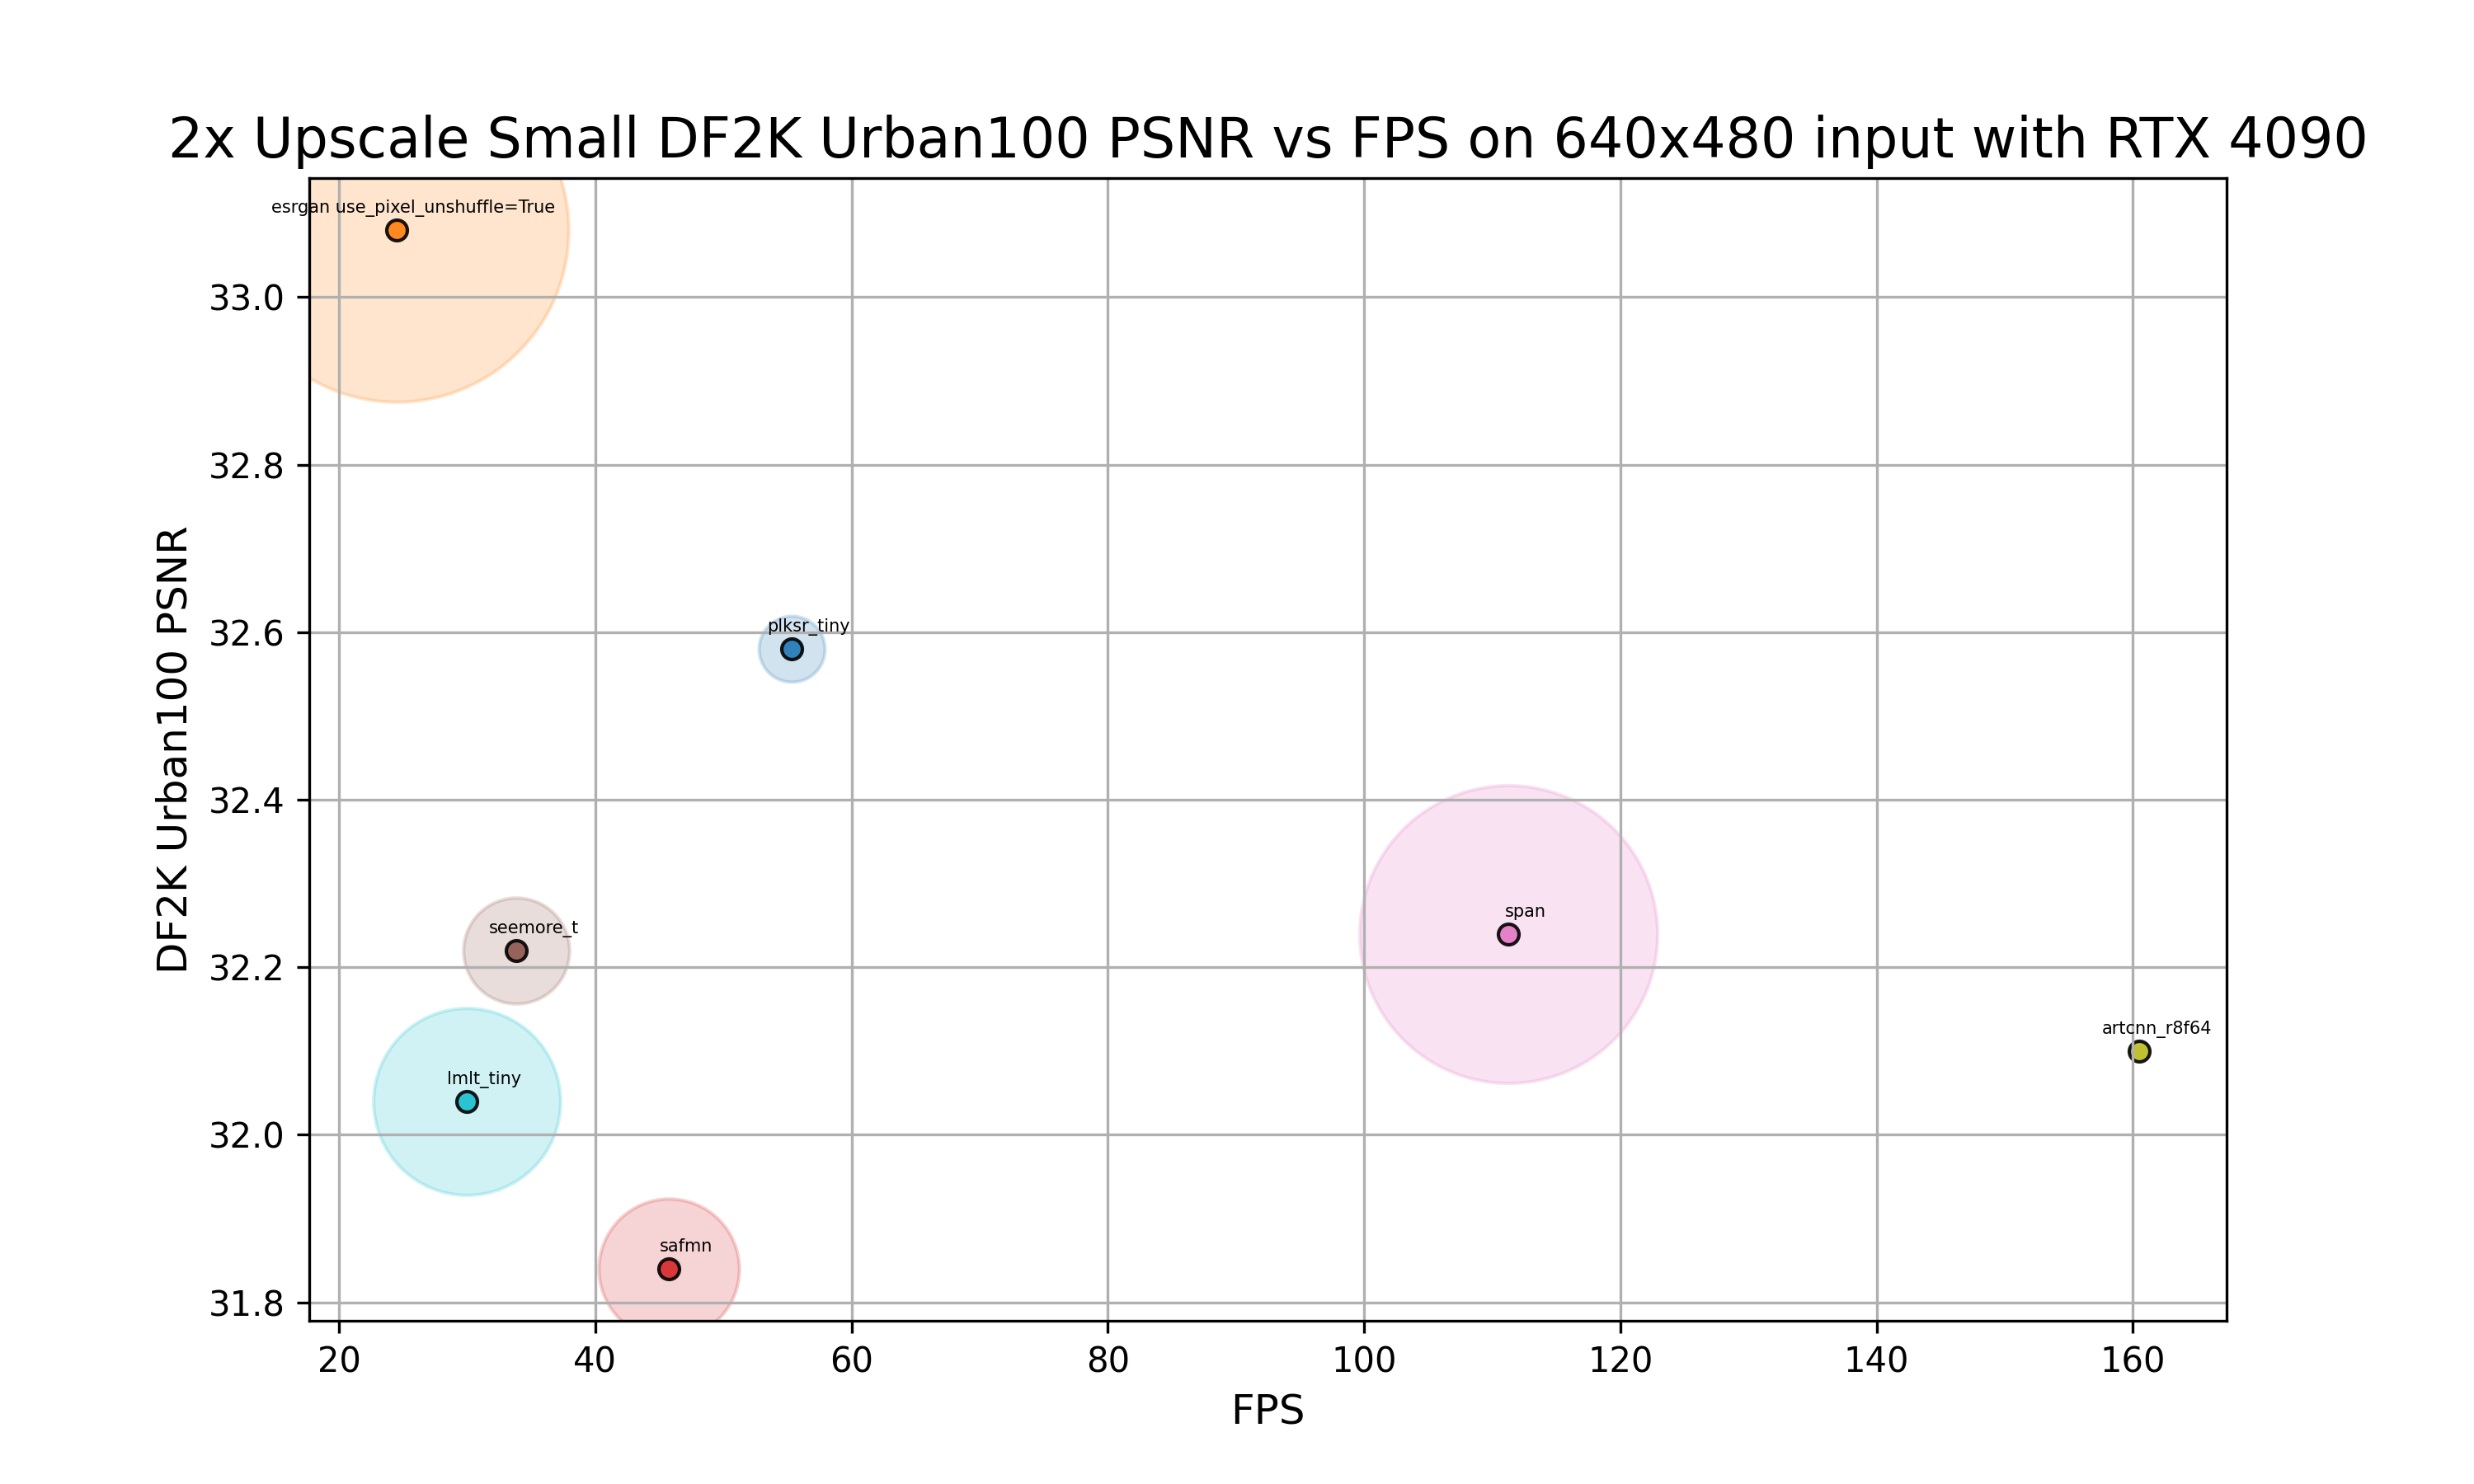 2x Upscale Small DF2K Urban100 PSNR vs FPS on 640x480 input with RTX 4090
esrgan use_pixel_unshuffle=True
33.0
32.8
plksr_tiny
32.6
DF2K Urban100 PSNR
32.4
span
seemore_t
32.2
artcnn_r8f64
lmlt_tiny
32.0
safmn
31.8
20 40 60 80 100 120 140 160
FPS